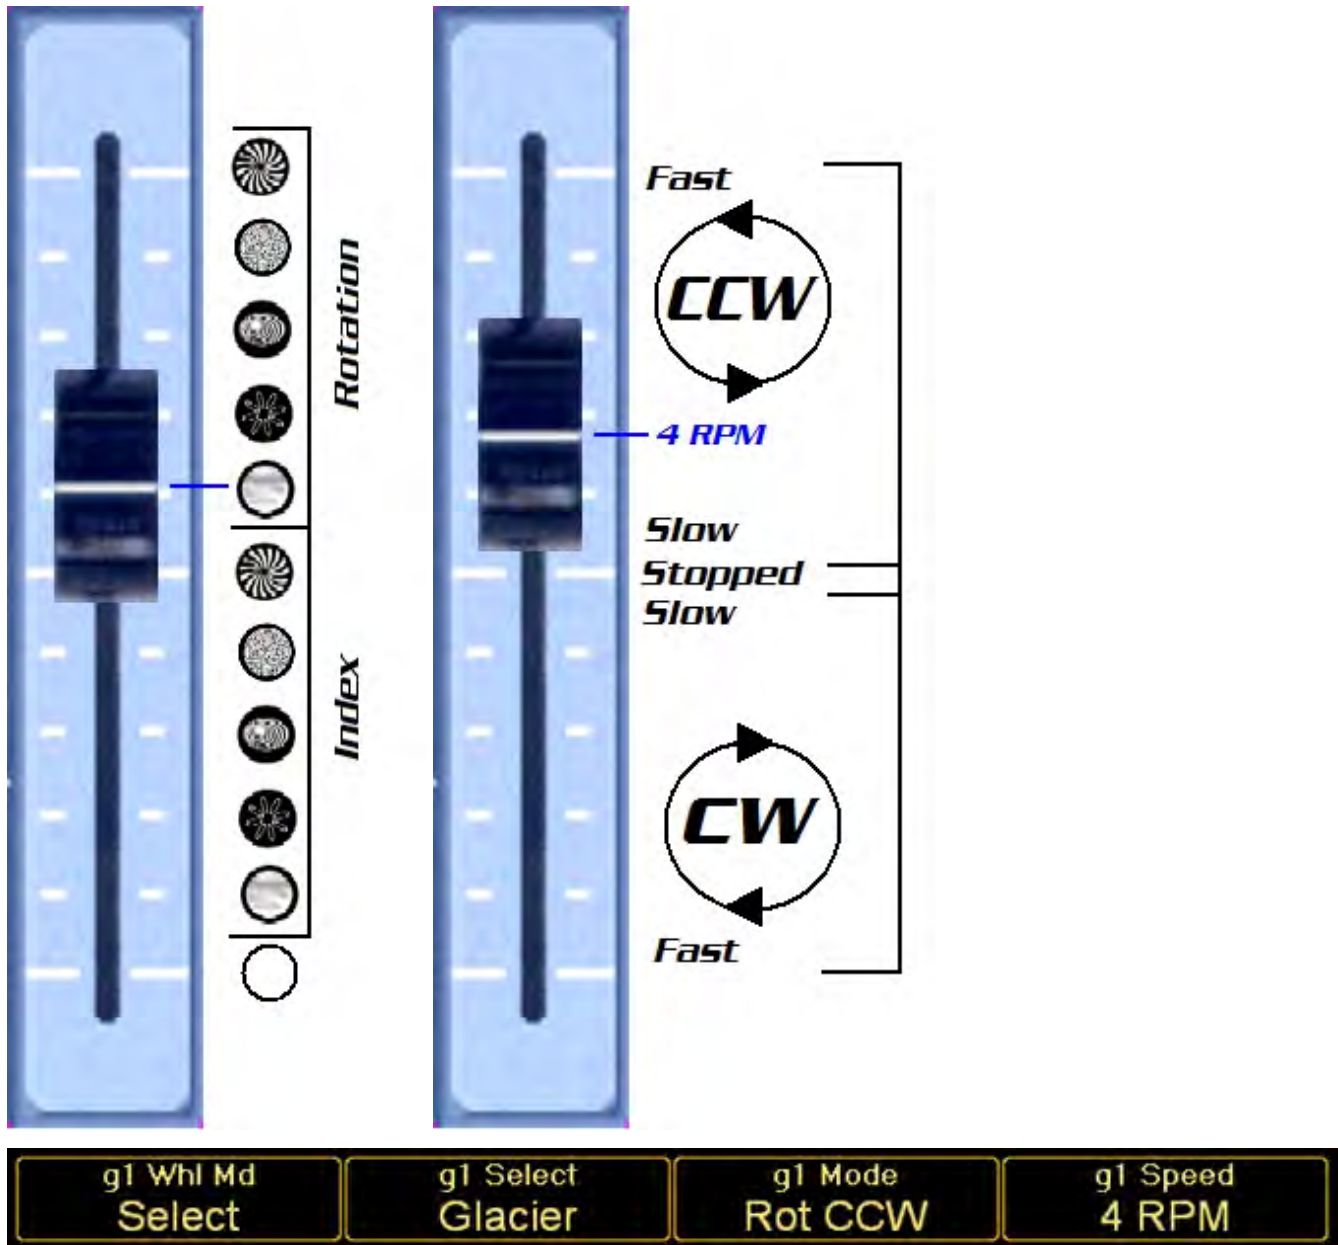 Rotation
Index
Fast
CCW
4 RPM
Slow
Stopped
Slow
CW
Fast
g1 Whl Md
Select
g1 Select
Glacier
g1 Mode
Rot CCW
g1 Speed
4 RPM